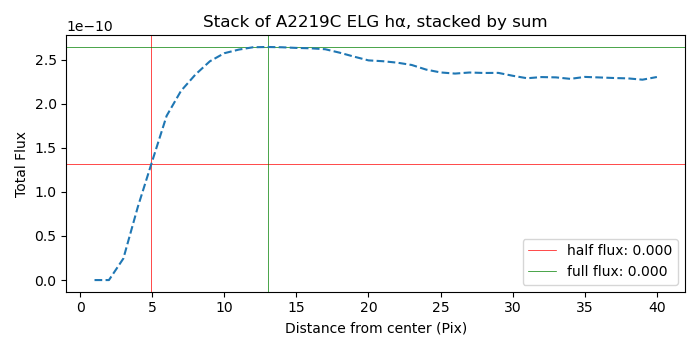 Stack of A2219C ELG hα, stacked by sum
1e−10
Total Flux
2.5
2.0
1.5
1.0
0.5
0.0
half flux: 0.000
full flux: 0.000
0 5 10 15 20 25 30 35 40
Distance from center (Pix)